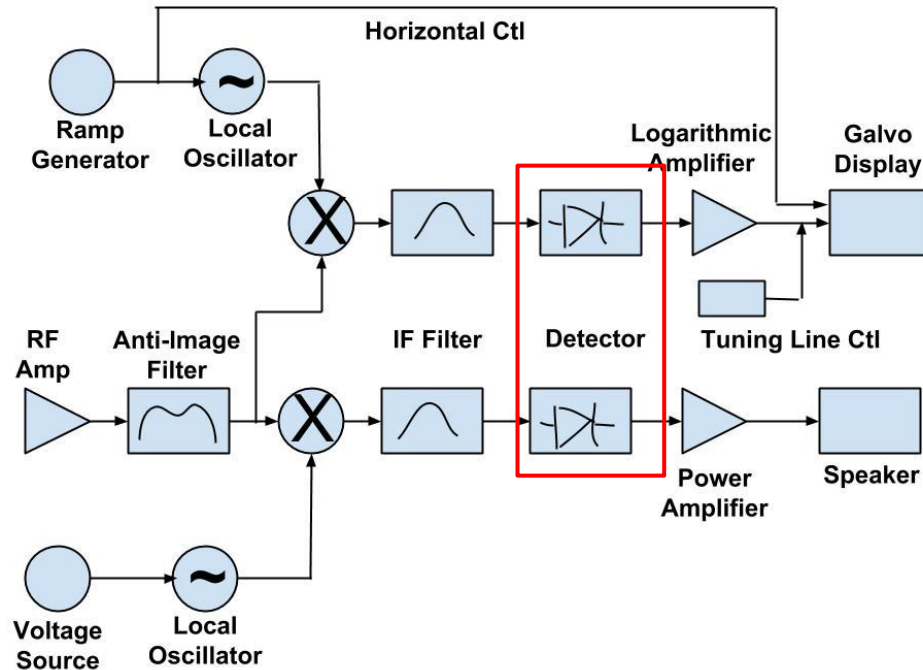 Horizontal Ctl
Ramp
Generator
Local
Oscillator
Logarithmic
Amplifier
Galvo
Display
X
RF
Amp
Anti-Image
Filter
IF Filter
Detector
Tuning Line Ctl
X
Power
Amplifier
Speaker
Voltage
Source
Local
Oscillator